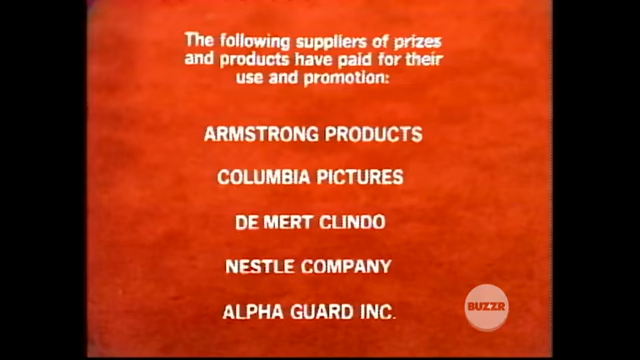 The following suppliers of prizes
and products have paid for their
use and promotion:
ARMSTRONG PRODUCTS
COLUMBIA PICTURES
DE MERT CLINDO
NESTLE COMPANY
ALPHA GUARD INC.
BUZZR